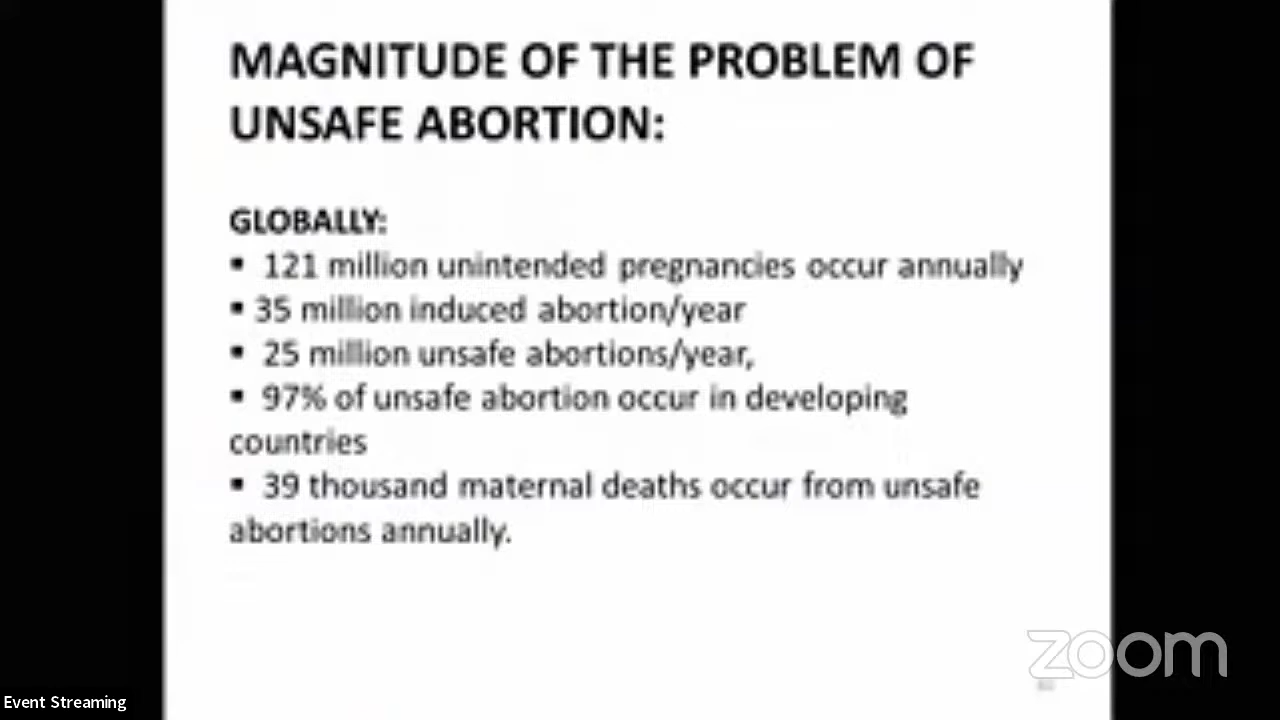 MAGNITUDE OF THE PROBLEM OF
UNSAFE ABORTION:
GLOBALLY:
▪ 121 million unintended pregnancies occur annually
▪ 35 million induced abortion/year
▪ 25 million unsafe abortions/year,
▪ 97% of unsafe abortion occur in developing
countries
▪ 39 thousand maternal deaths occur from unsafe
abortions annually.
zoom
Event Streaming